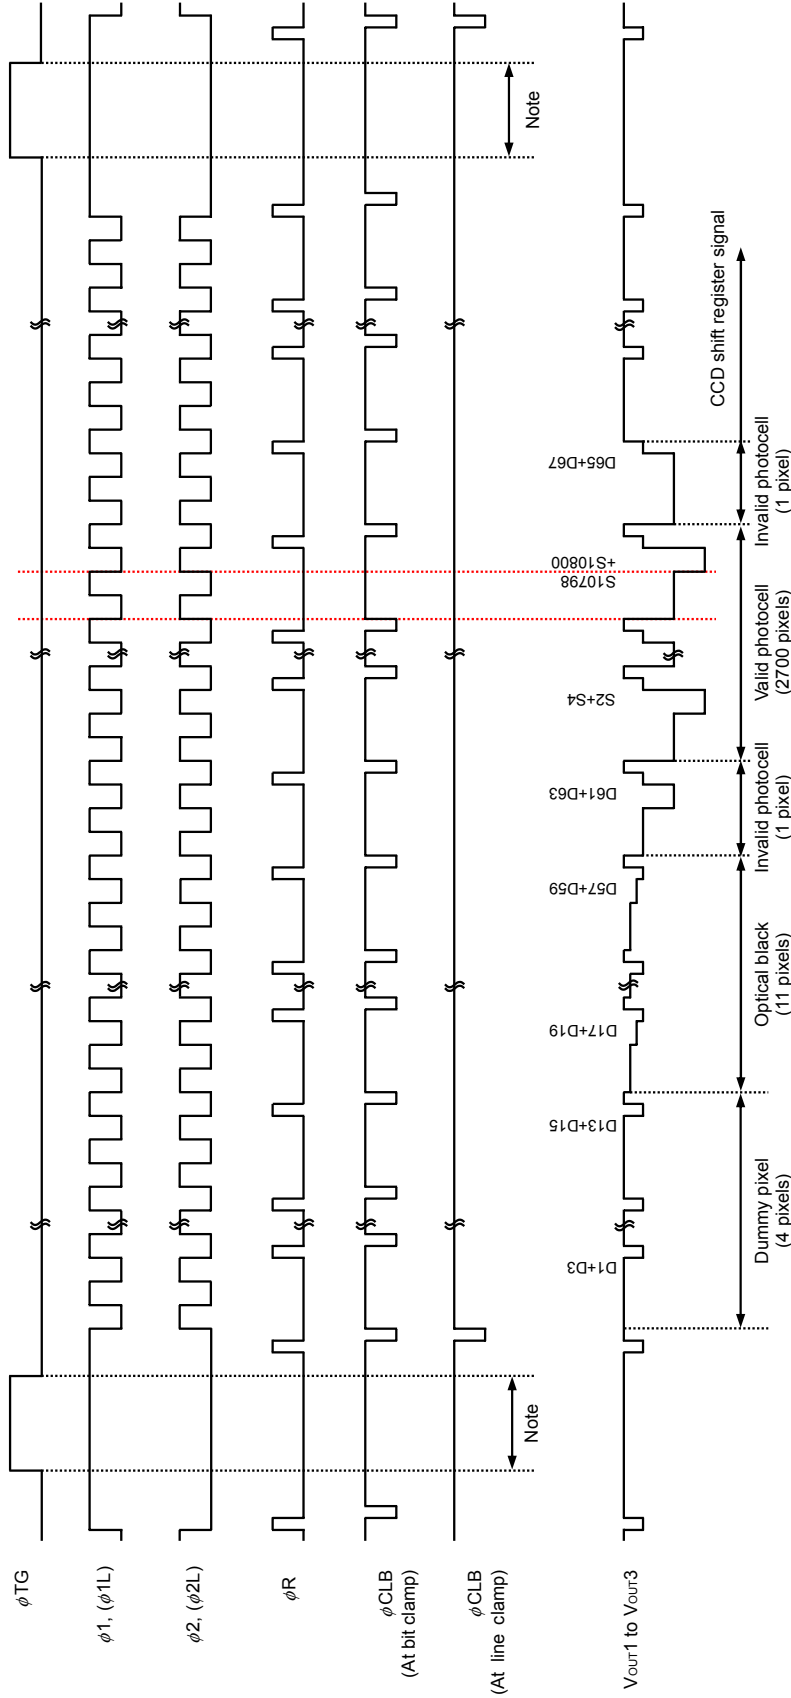 φTG
φ1, (φ1L)
φ2, (φ2L)
φR
φCLB
(At bit clamp)
φCLB
(At line clamp)
VOUT1 to VOUT3
Note
Note
D1+D3
D13+D15
D17+D19
D57+D59
D61+D63
S2+S4
S10798
+S10800
D65+D67
Dummy pixel
(4 pixels)
Optical black
(11 pixels)
Invalid photocell
(1 pixel)
Valid photocell
(2700 pixels)
Invalid photocell
(1 pixel)
CCD shift register signal